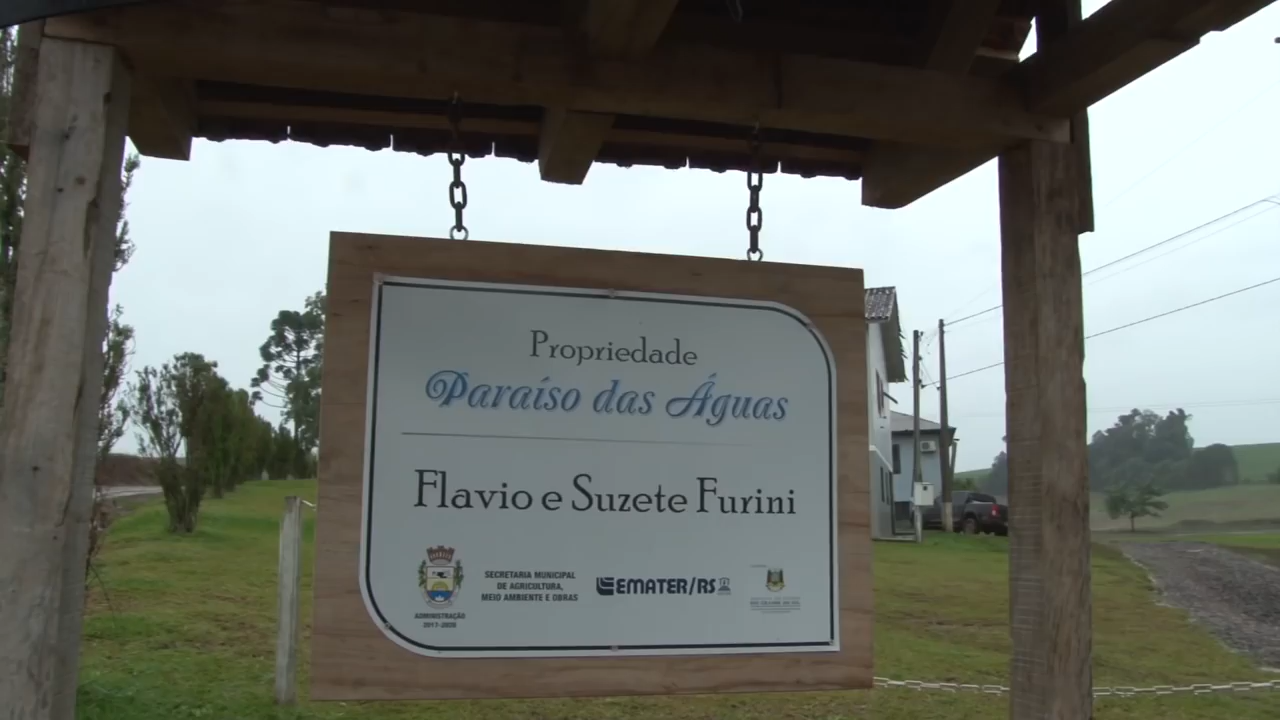 Propriedade
Paraíso das Águas
Flavio e Suzete Furini
ADMINISTRAÇÃO
2017-2020
SECRETARIA MUNICIPAL
DE AGRICULTURA,
MEIO AMBIENTE E OBRAS
EMATER/RS